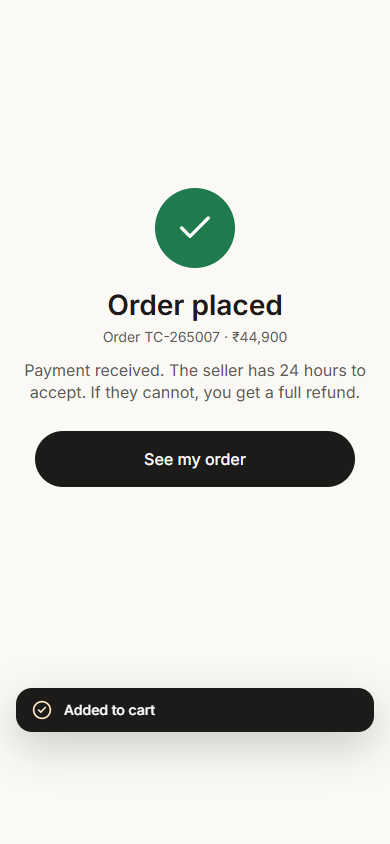 Order placed
Order TC-265007 · ₹44,900
Payment received. The seller has 24 hours to
accept. If they cannot, you get a full refund.
See my order
Added to cart